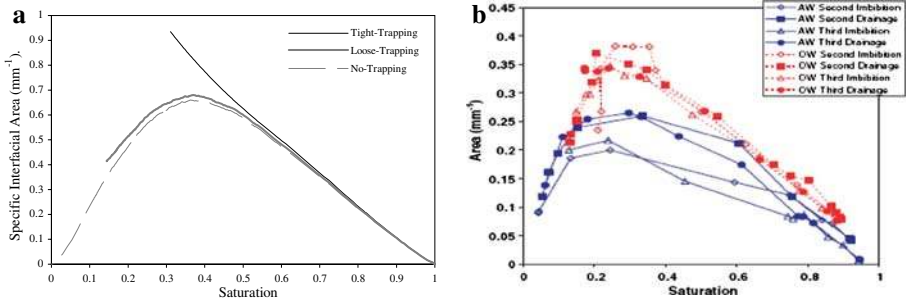 a
Specific Interfacial Area (mm⁻¹).
1
0.9
0.8
0.7
0.6
0.5
0.4
0.3
0.2
0.1
0
Tight-Trapping
Loose-Trapping
No-Trapping
0 0.1 0.2 0.3 0.4 0.5 0.6 0.7 0.8 0.9 1
Saturation
b
Area (mm⁻¹)
0.45
0.4
0.35
0.3
0.25
0.2
0.15
0.1
0.05
0
AW Second Imbibition
AW Second Drainage
AW Third Imbibition
AW Third Drainage
OW Second Imbibition
OW Second Drainage
OW Third Imbibition
OW Third Drainage
0 0.2 0.4 0.6 0.8 1
Saturation